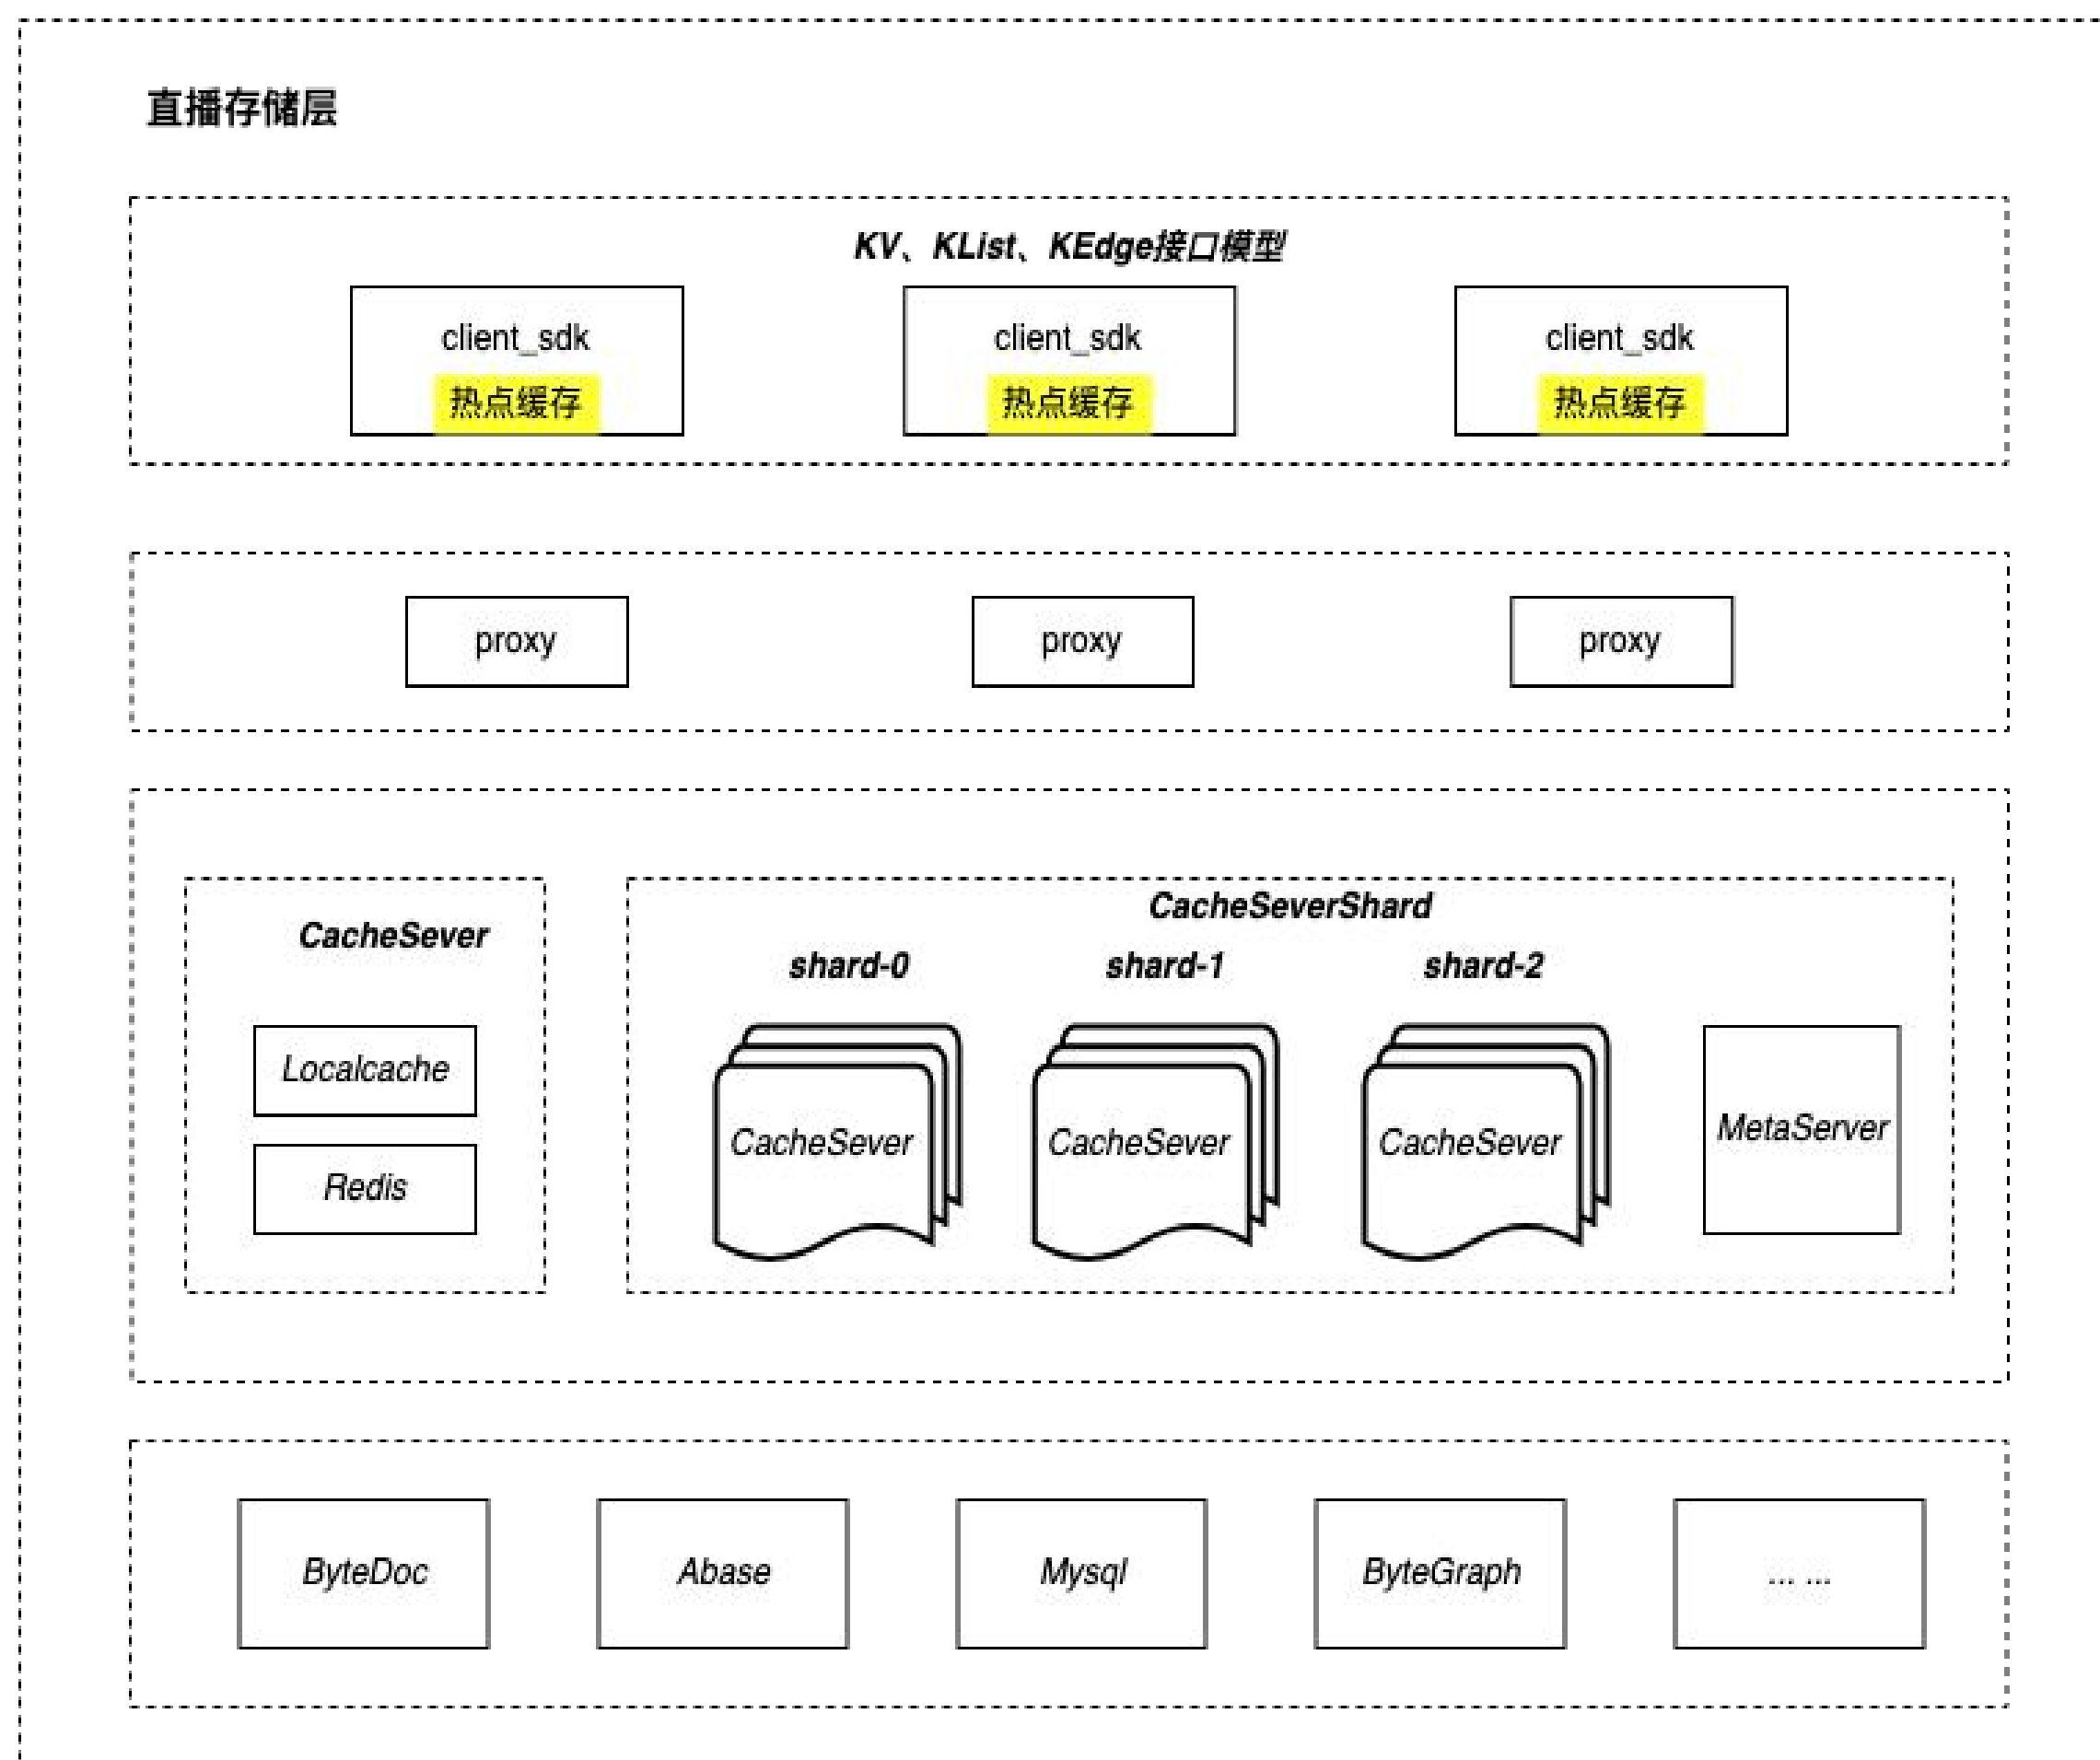 直播存储层
KV、KList、KEdge接口模型
client_sdk client_sdk client_sdk
热点缓存 热点缓存 热点缓存
proxy proxy proxy
CacheSeverShard
CacheSever
shard-0 shard-1 shard-2
Localcache
CacheSever CacheSever CacheSever
MetaServer
Redis
ByteDoc Abase Mysql ByteGraph ... ...